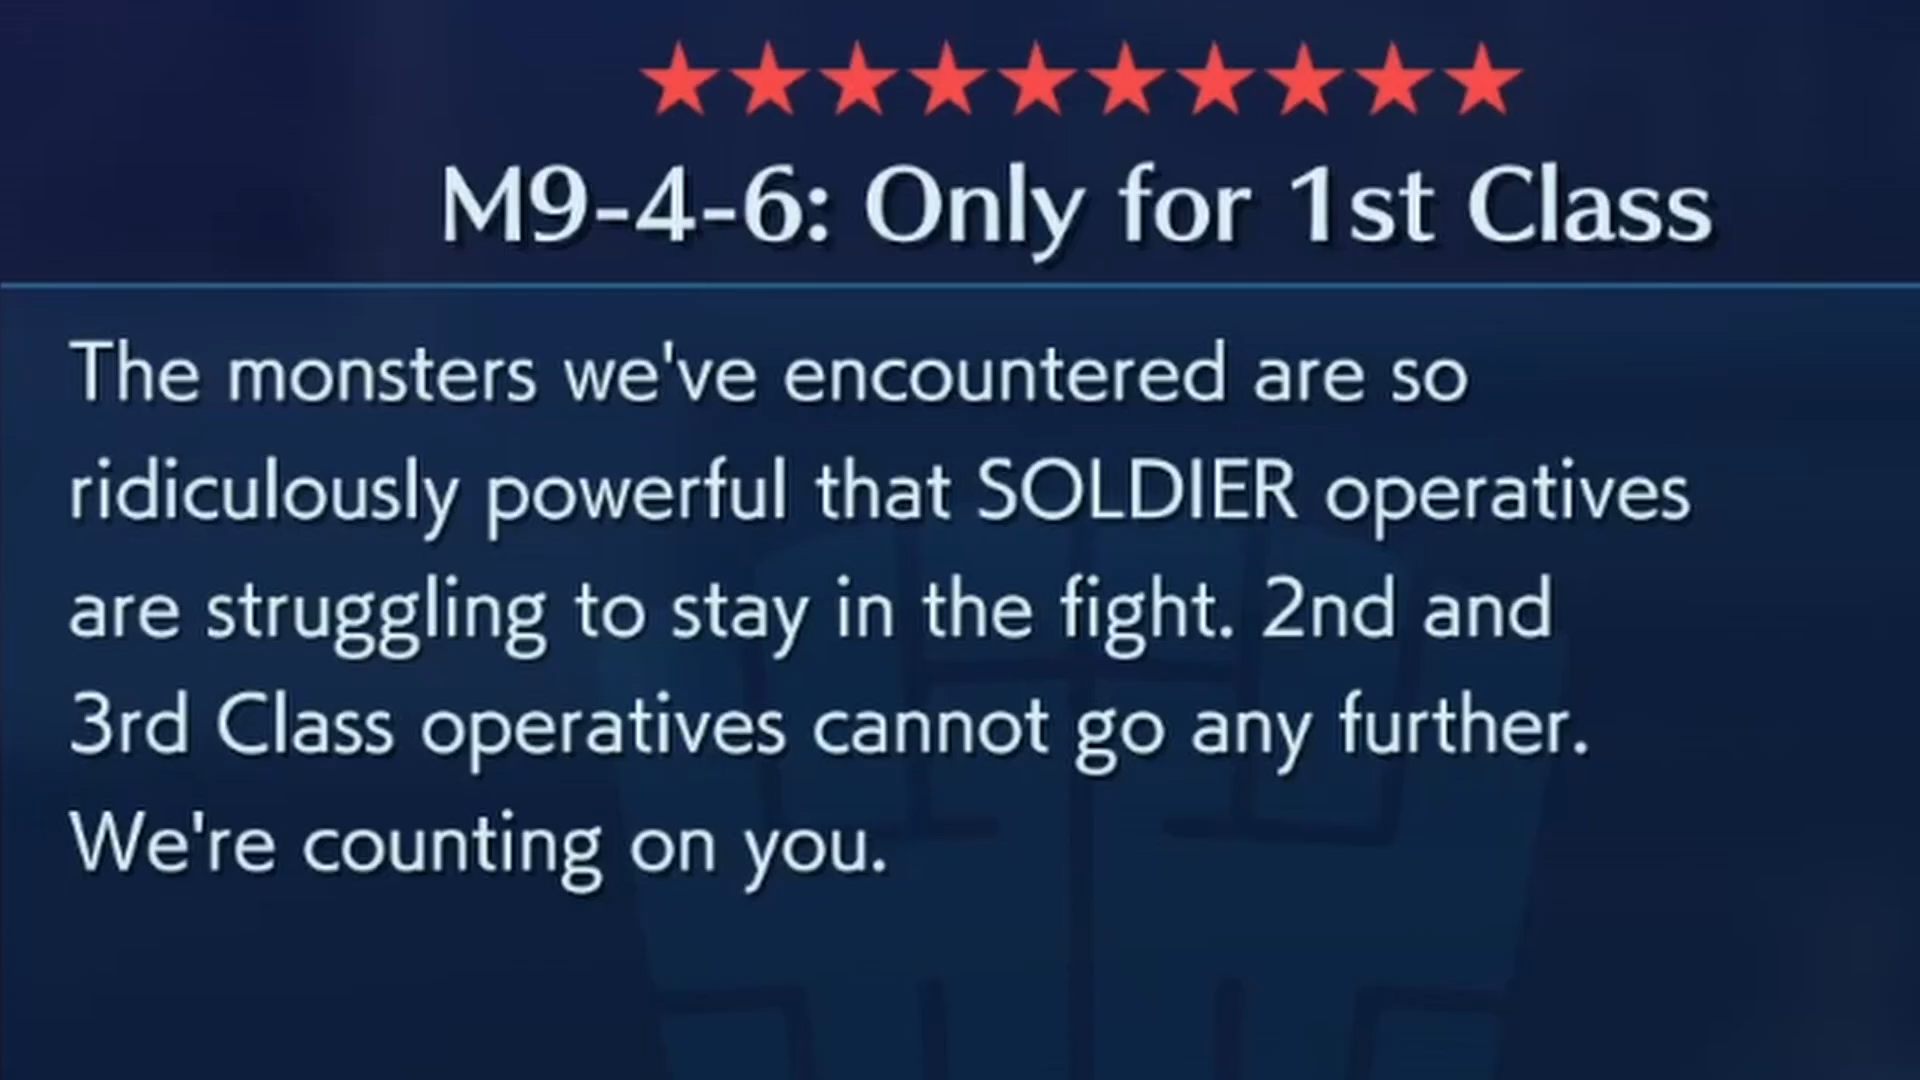 M9-4-6: Only for 1st Class
The monsters we've encountered are so
ridiculously powerful that SOLDIER operatives
are struggling to stay in the fight. 2nd and
3rd Class operatives cannot go any further.
We're counting on you.